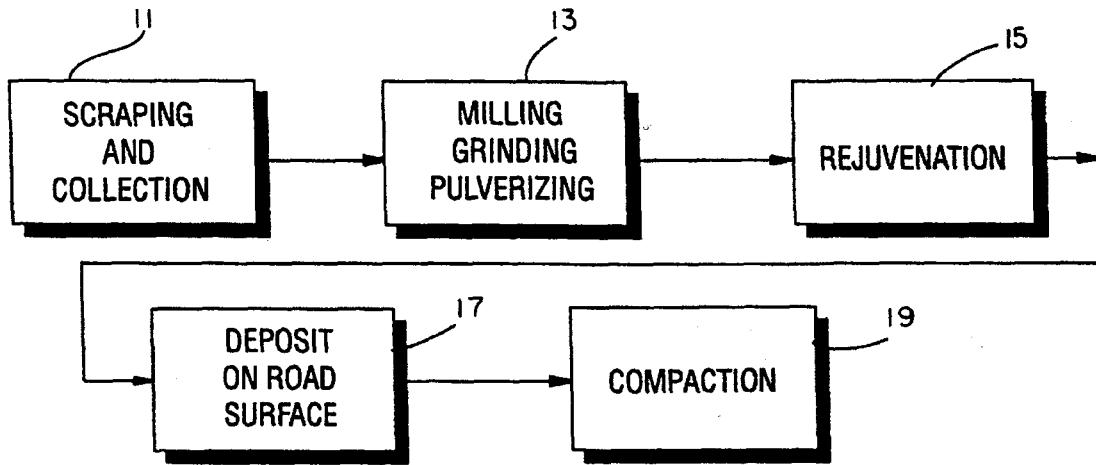 11
SCRAPING
AND
COLLECTION
13
MILLING
GRINDING
PULVERIZING
15
REJUVENATION
17
DEPOSIT
ON ROAD
SURFACE
19
COMPACTION